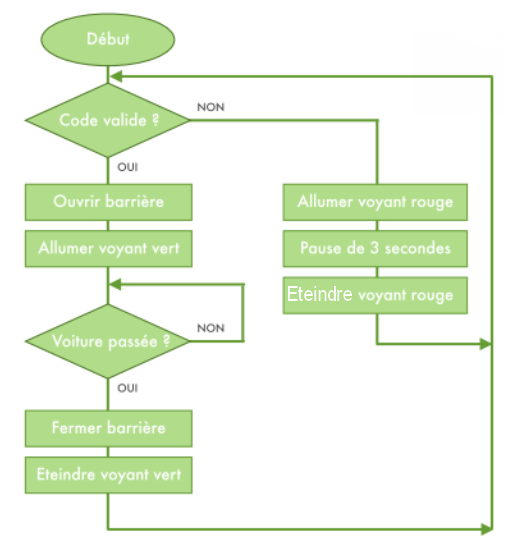 Début
Code valide ?
NON
OUI
Ouvrir barrière
Allumer voyant rouge
Allumer voyant vert
Pause de 3 secondes
Eteindre voyant rouge
Voiture passée ?
NON
OUI
Fermer barrière
Eteindre voyant vert